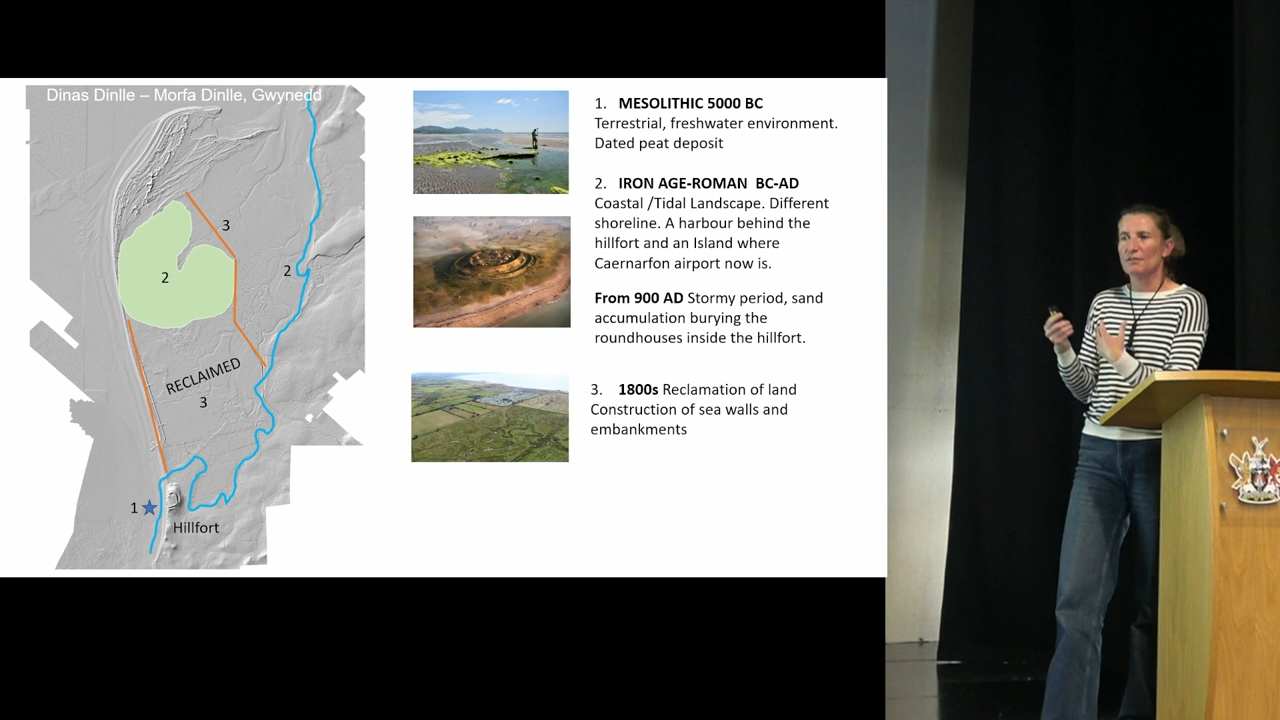 Dinas Dinlle – Morfa Dinlle, Gwynedd
3
2
2
RECLAIMED
3
1
Hillfort
1. MESOLITHIC 5000 BC
Terrestrial, freshwater environment.
Dated peat deposit
2. IRON AGE-ROMAN BC-AD
Coastal /Tidal Landscape. Different
shoreline. A harbour behind the
hillfort and an Island where
Caernarfon airport now is.
From 900 AD Stormy period, sand
accumulation burying the
roundhouses inside the hillfort.
3. 1800s Reclamation of land
Construction of sea walls and
embankments